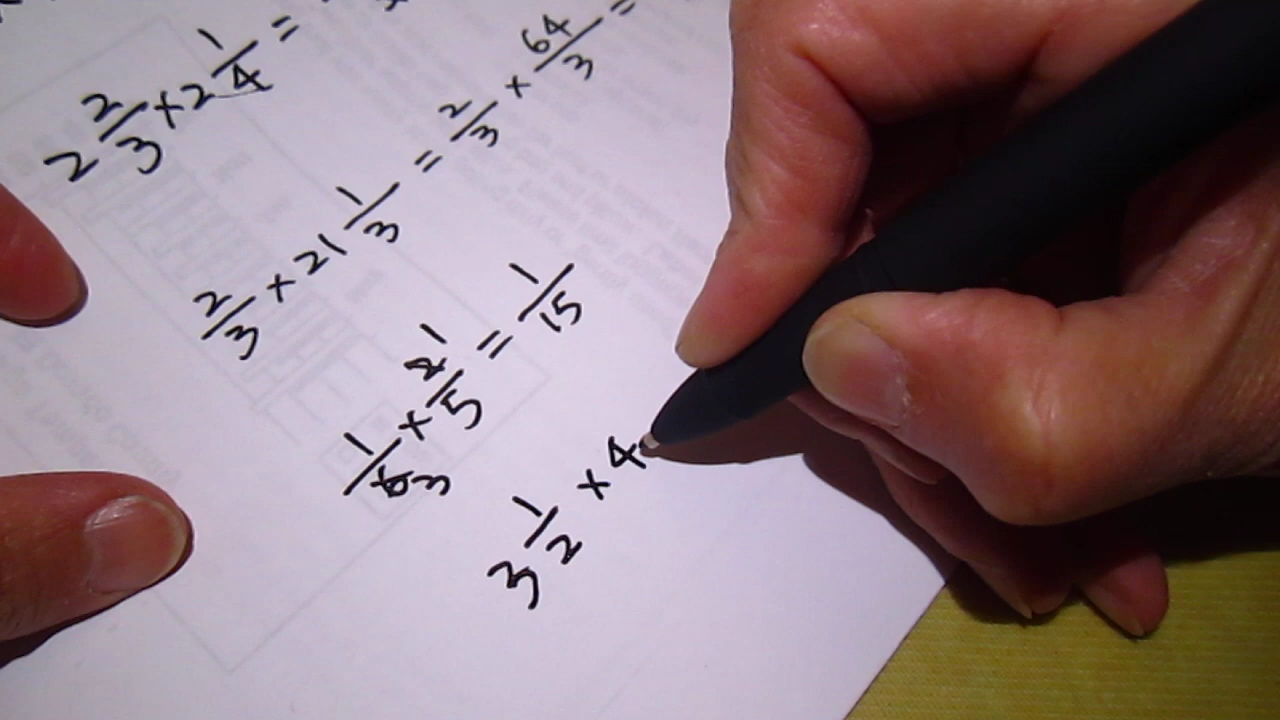 2 2/3 × 2 1/4 =
2/3 × 21 1/3 = 2/3 × 64/3 =
1/6 3 × 2 1/5 = 1/15
3 1/2 × 4